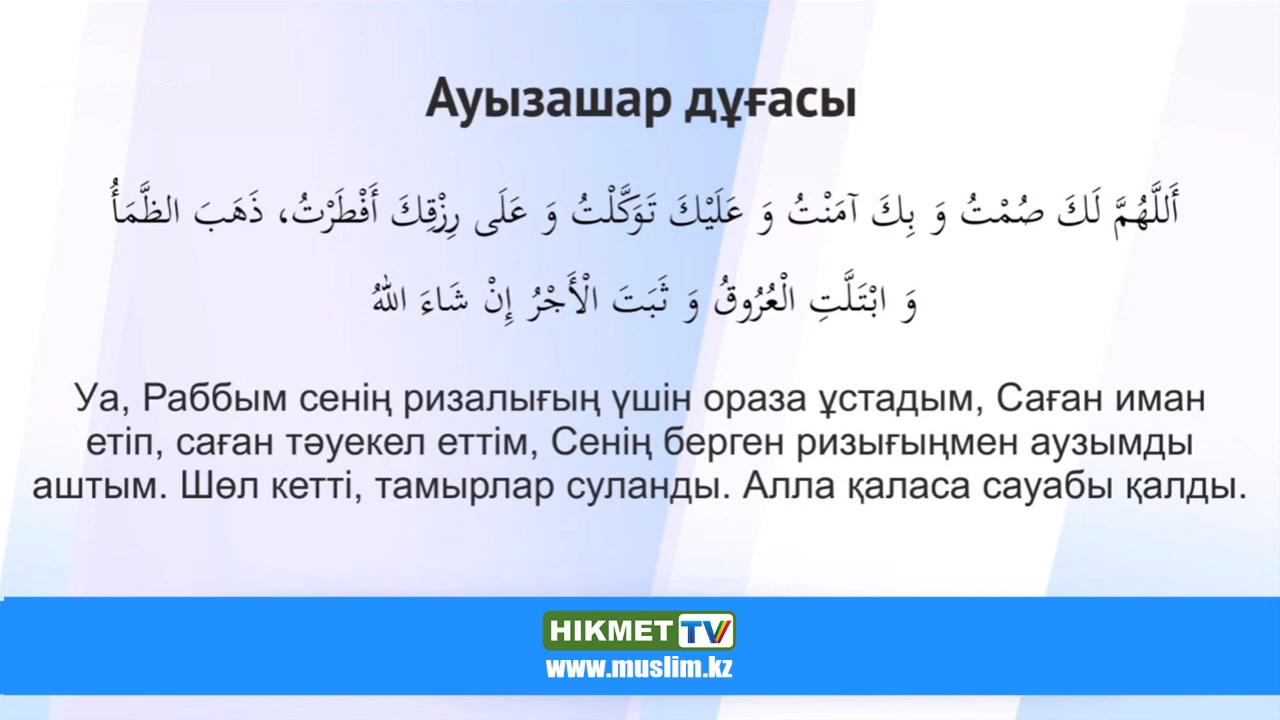 Ауызашар дұғасы
أَللَّهُمَّ لَكَ صُمْتُ وَ بِكَ آمَنْتُ وَ عَلَيْكَ تَوَكَّلْتُ وَ عَلَى رِزْقِكَ أَفْطَرْتُ، ذَهَبَ الظَّمَأُ
وَ ابْتَلَّتِ الْعُرُوقُ وَ ثَبَتَ الْأَجْرُ إِنْ شَاءَ اللهُ
Уа, Раббым сенің ризалығың үшін ораза ұстадым, Саған иман
етіп, саған тәуекел еттім, Сенің берген ризығыңмен аузымды
аштым. Шөл кетті, тамырлар суланды. Алла қаласа сауабы қалды.
HIKMET TV
www.muslim.kz